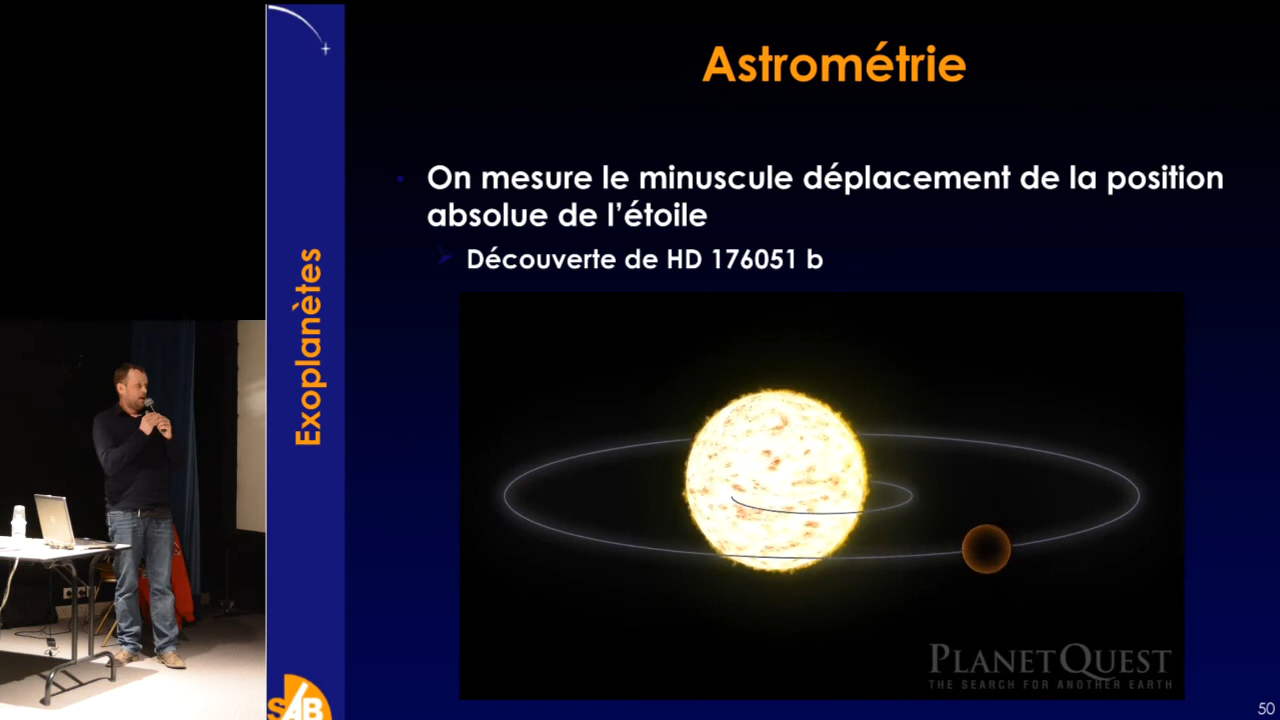 Astrométrie
On mesure le minuscule déplacement de la position
absolue de l'étoile
Découverte de HD 176051 b
Exoplanètes
PLANETQUEST
THE SEARCH FOR ANOTHER EARTH
SAB
50